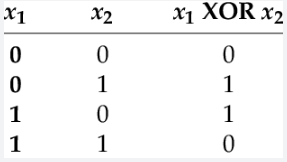 x₁ x₂ x₁ XOR x₂
0 0 0
0 1 1
1 0 1
1 1 0